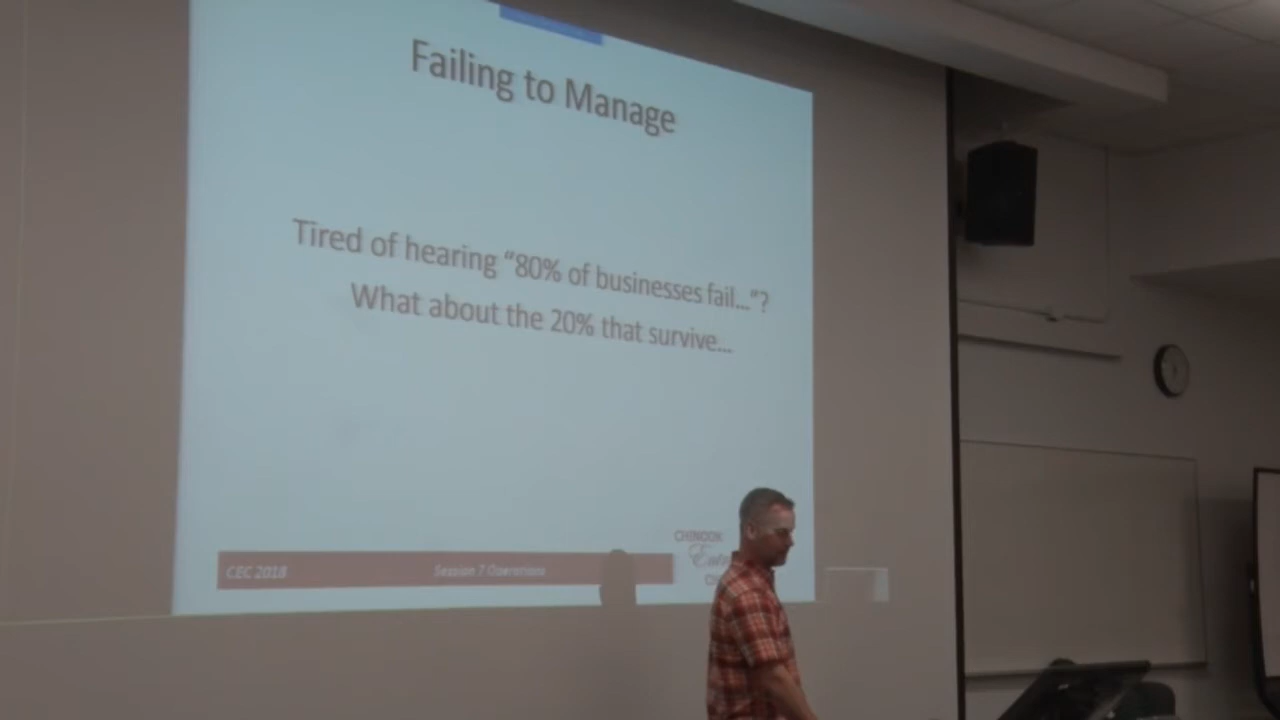 Failing to Manage
Tired of hearing “80% of businesses fail...”?
What about the 20% that survive...
CEC 2018
Session 7 Operations
CHINOOK